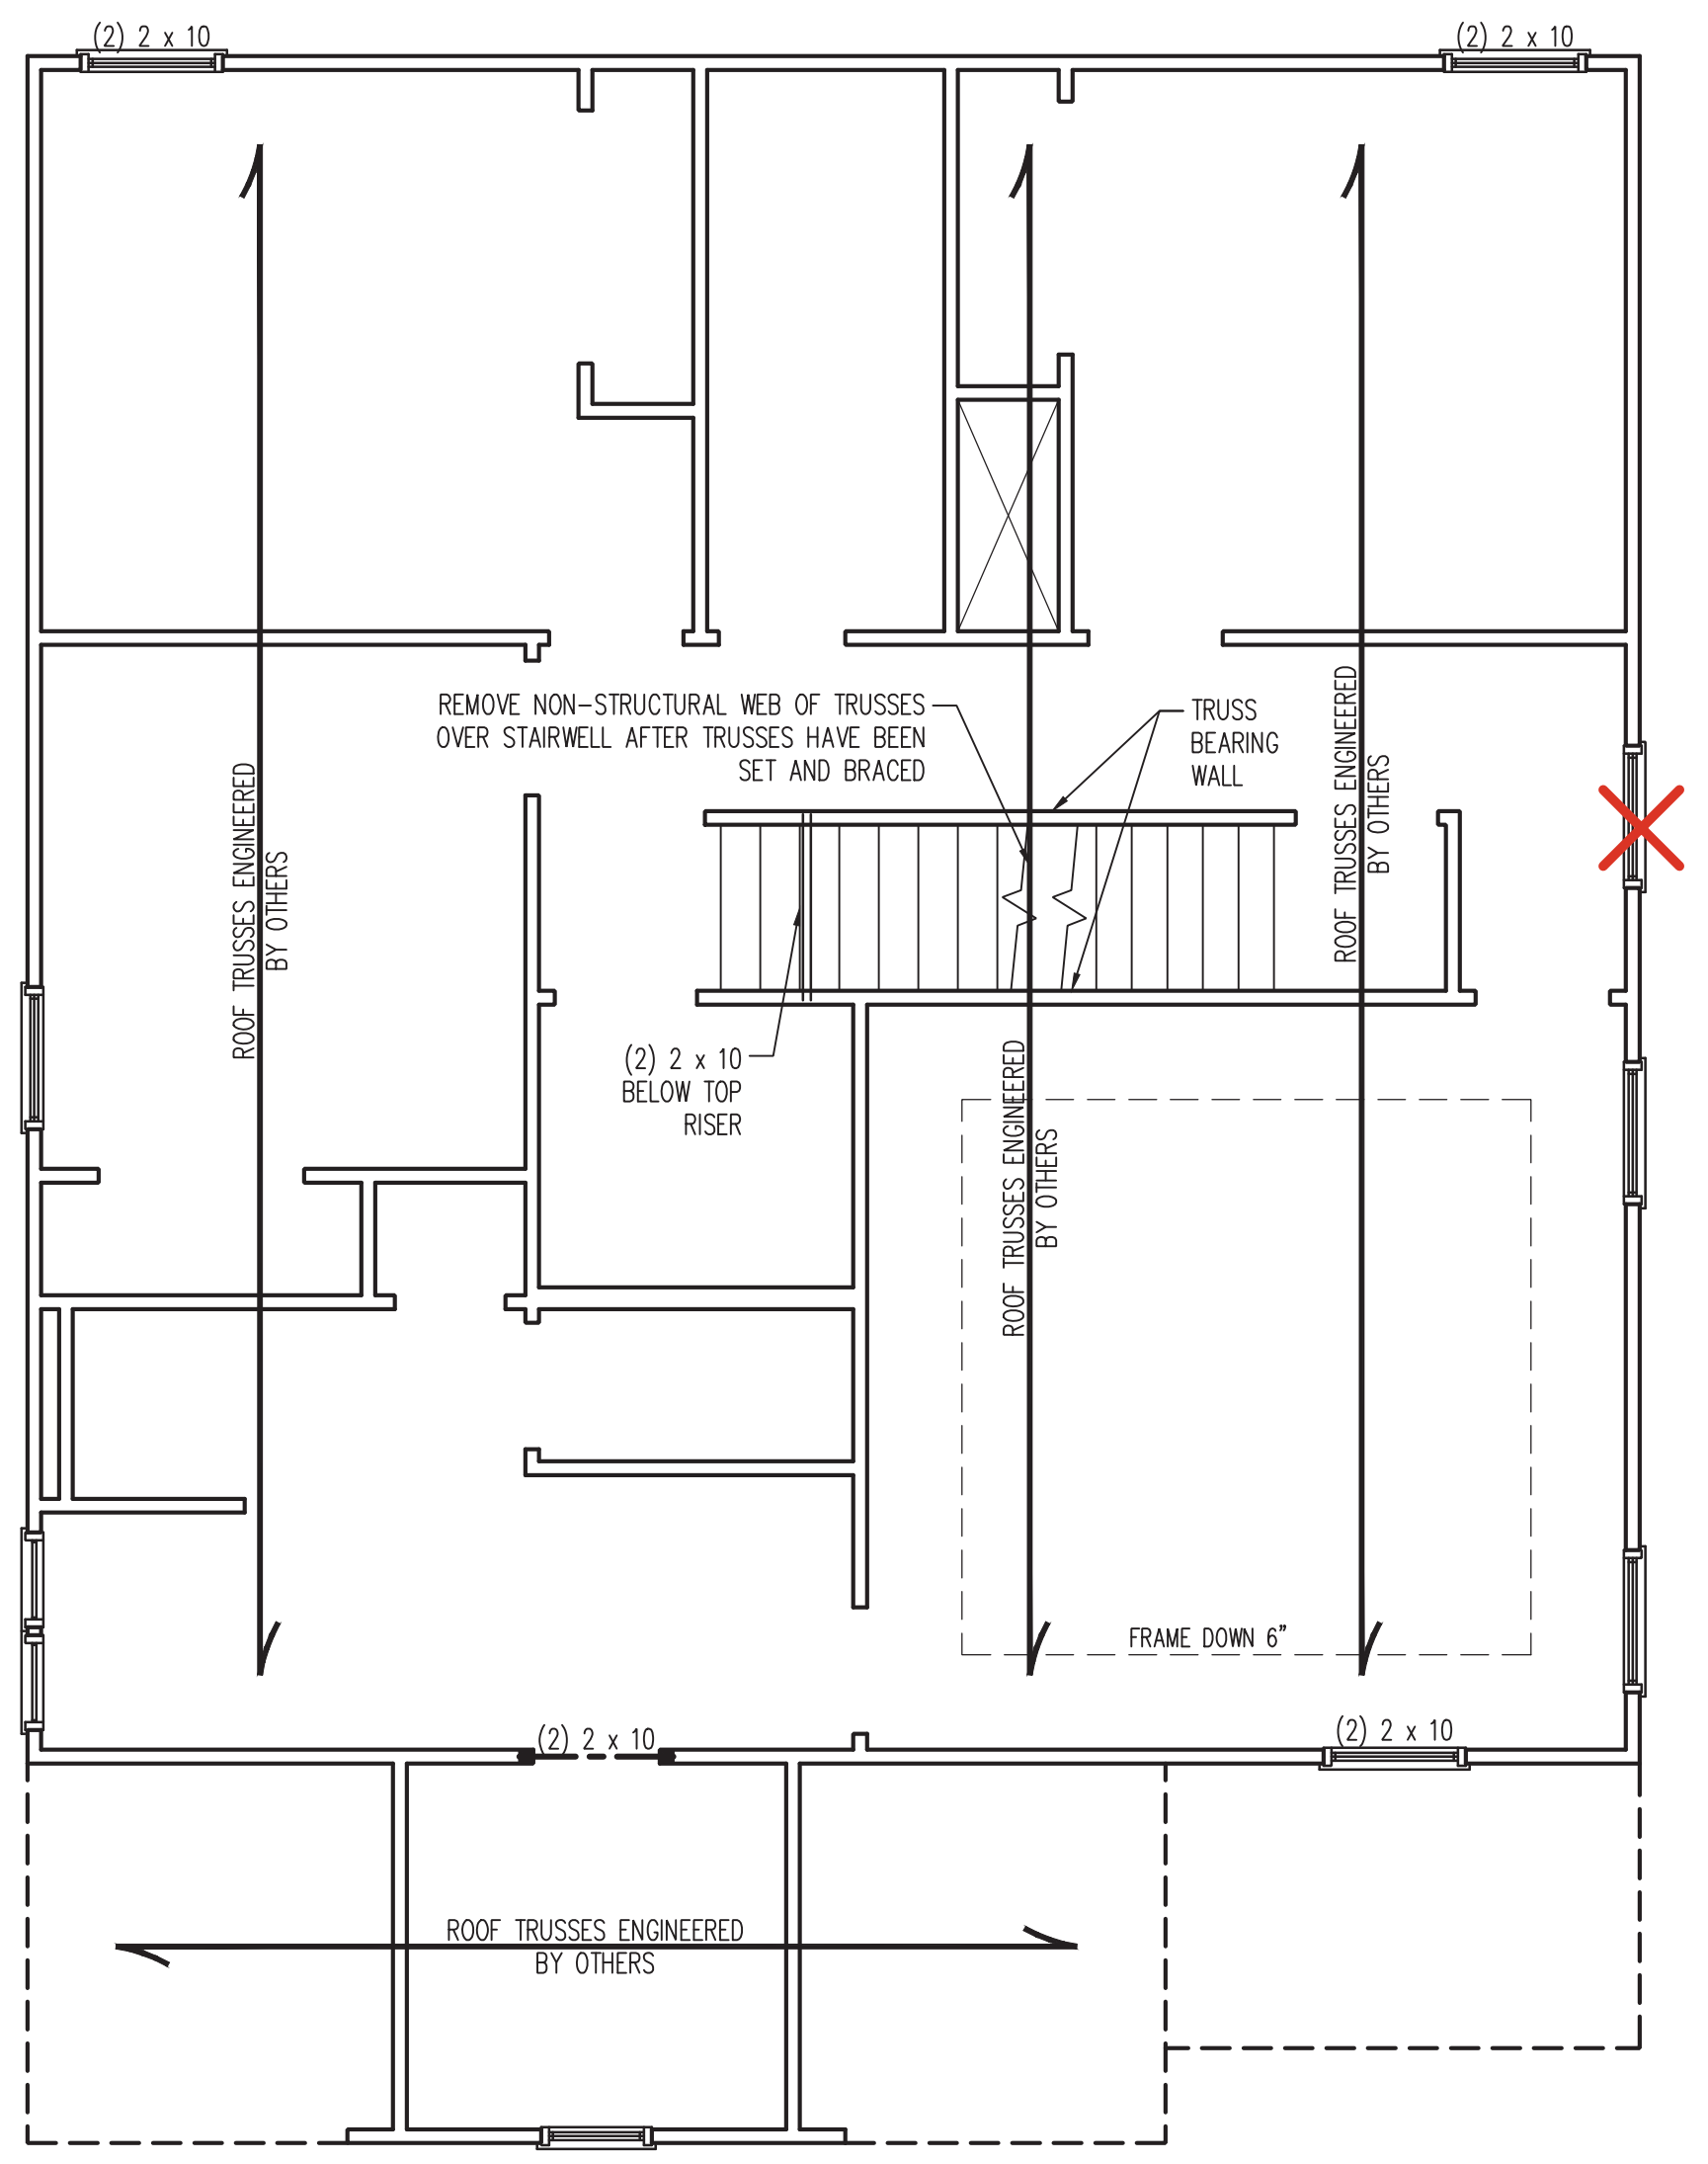 (2) 2 x 10
(2) 2 x 10
REMOVE NON-STRUCTURAL WEB OF TRUSSES
OVER STAIRWELL AFTER TRUSSES HAVE BEEN
SET AND BRACED
TRUSS
BEARING
WALL
ROOF TRUSSES ENGINEERED
BY OTHERS
ROOF TRUSSES ENGINEERED
BY OTHERS
(2) 2 x 10
BELOW TOP
RISER
ROOF TRUSSES ENGINEERED
BY OTHERS
FRAME DOWN 6"
(2) 2 x 10
(2) 2 x 10
ROOF TRUSSES ENGINEERED
BY OTHERS